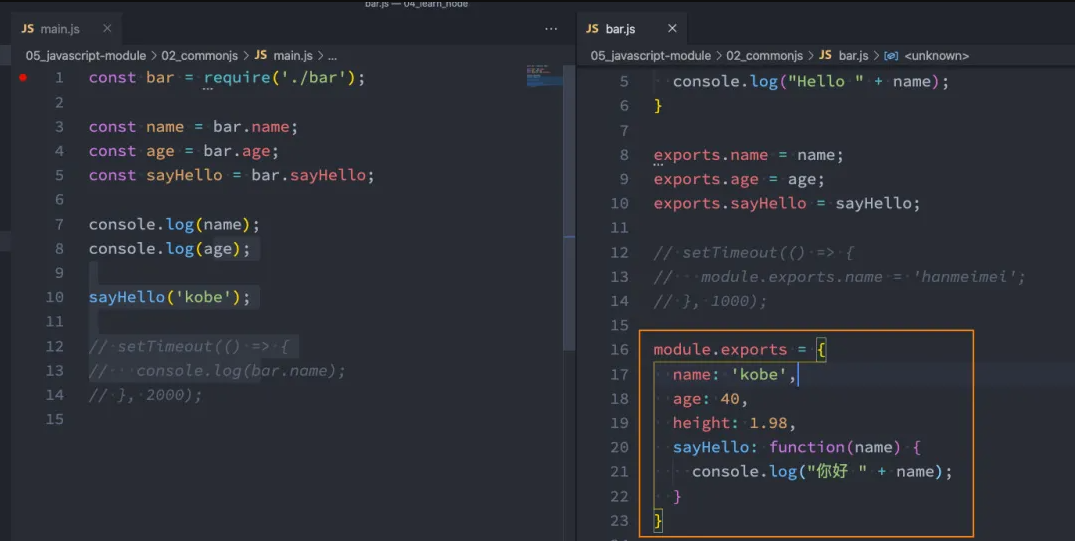 bar.js — 04_learn_node
JS main.js ×
05_javascript-module > 02_commonjs > JS main.js > ...
1 const bar = require('./bar');
2
3 const name = bar.name;
4 const age = bar.age;
5 const sayHello = bar.sayHello;
6
7 console.log(name);
8 console.log(age);
9
10 sayHello('kobe');
11
12 // setTimeout(() => {
13 //   console.log(bar.name);
14 // }, 2000);
15
JS bar.js ×
05_javascript-module > 02_commonjs > JS bar.js > <unknown>
5   console.log("Hello " + name);
6 }
7
8 exports.name = name;
9 exports.age = age;
10 exports.sayHello = sayHello;
11
12 // setTimeout(() => {
13 //   module.exports.name = 'hanmeimei';
14 // }, 1000);
15
16 module.exports = {
17   name: 'kobe',
18   age: 40,
19   height: 1.98,
20   sayHello: function(name) {
21     console.log("你好 " + name);
22   }
23 }